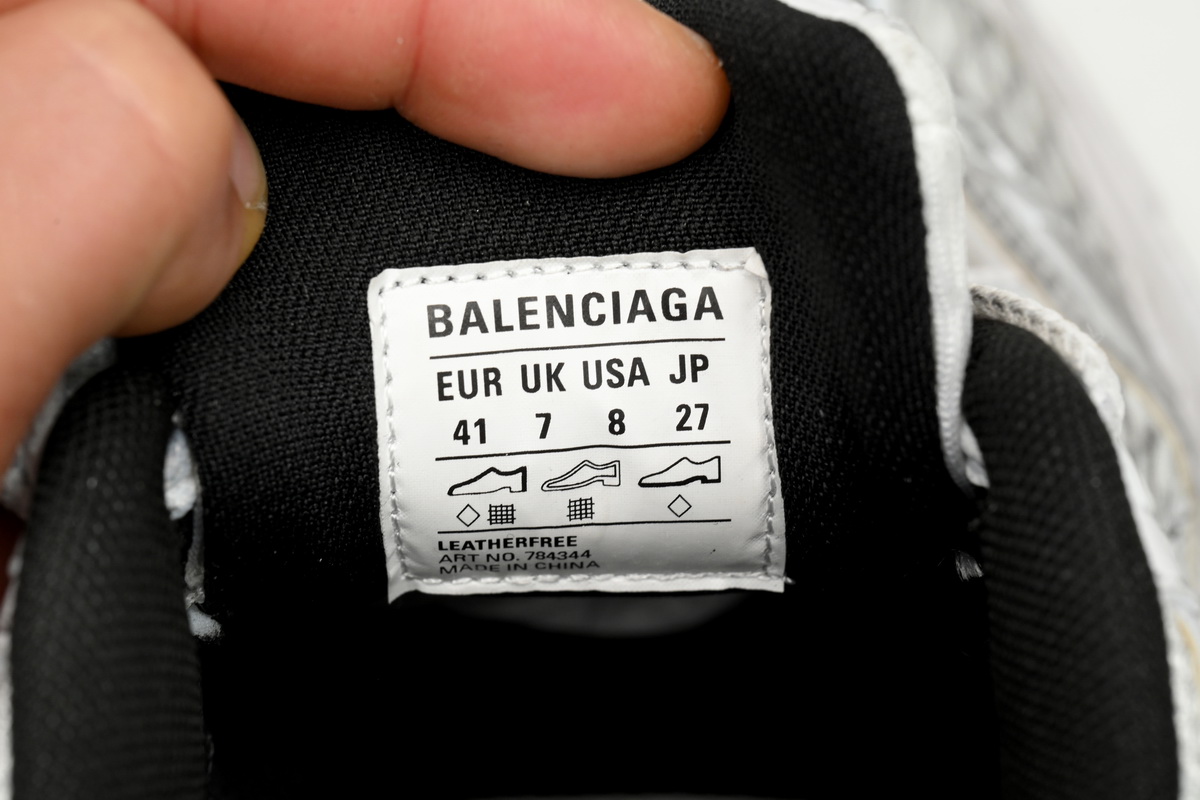 BALENCIAGA
EUR UK USA JP
41 7 8 27
LEATHERFREE
ART NO. 784344
MADE IN CHINA